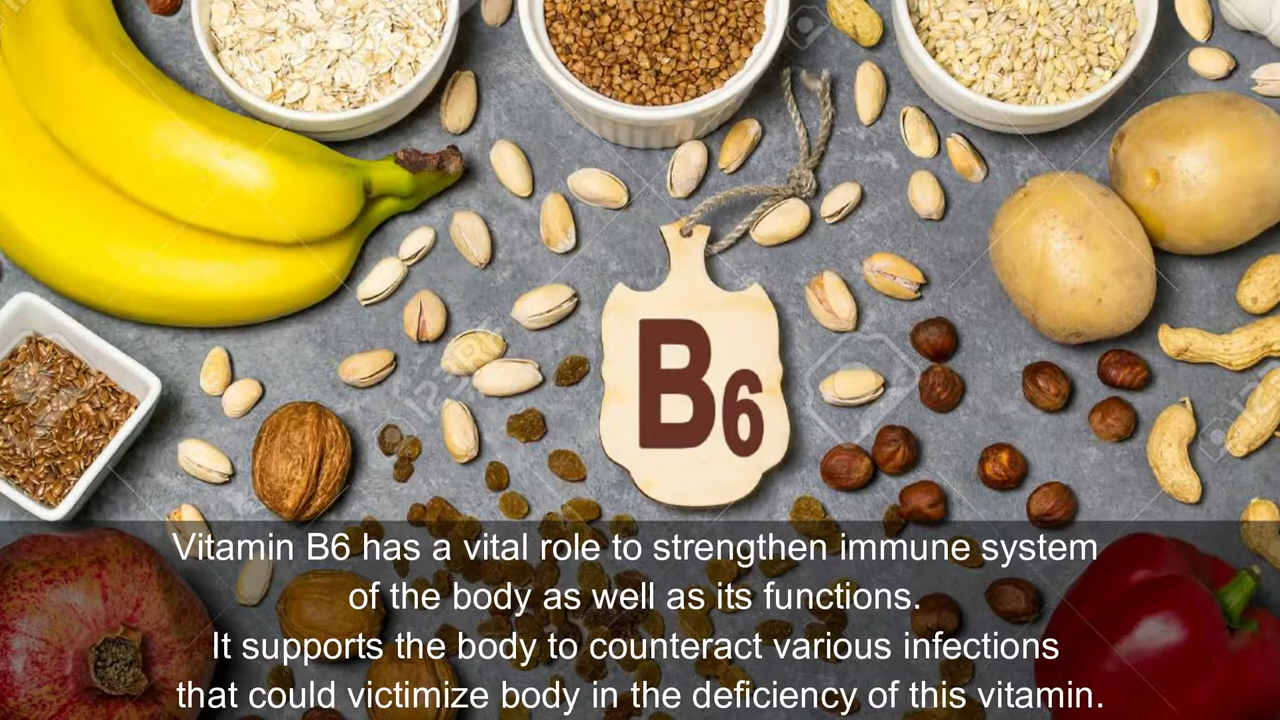 B6
Vitamin B6 has a vital role to strengthen immune system
of the body as well as its functions.
It supports the body to counteract various infections
that could victimize body in the deficiency of this vitamin.